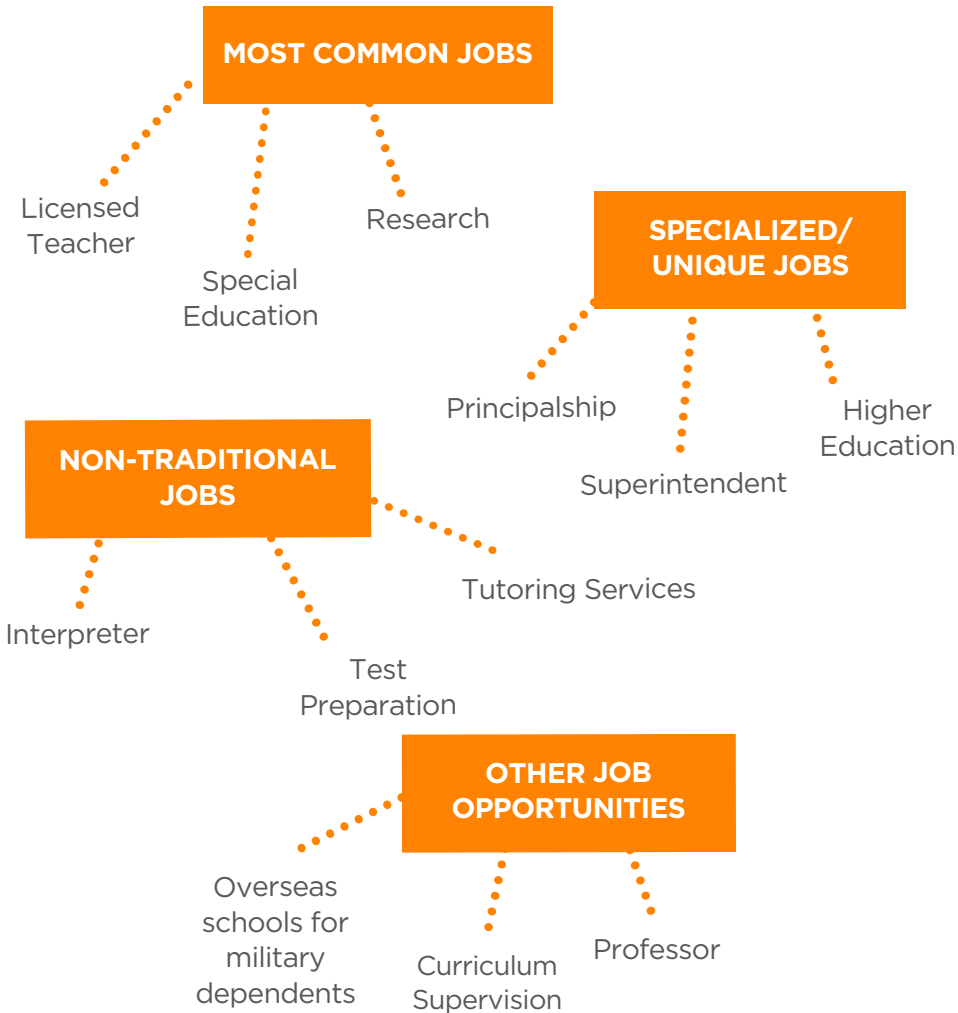 MOST COMMON JOBS
Licensed
Teacher
Special
Education
Research
SPECIALIZED/
UNIQUE JOBS
Principalship
Superintendent
Higher
Education
NON-TRADITIONAL
JOBS
Interpreter
Test
Preparation
Tutoring Services
OTHER JOB
OPPORTUNITIES
Overseas
schools for
military
dependents
Curriculum
Supervision
Professor